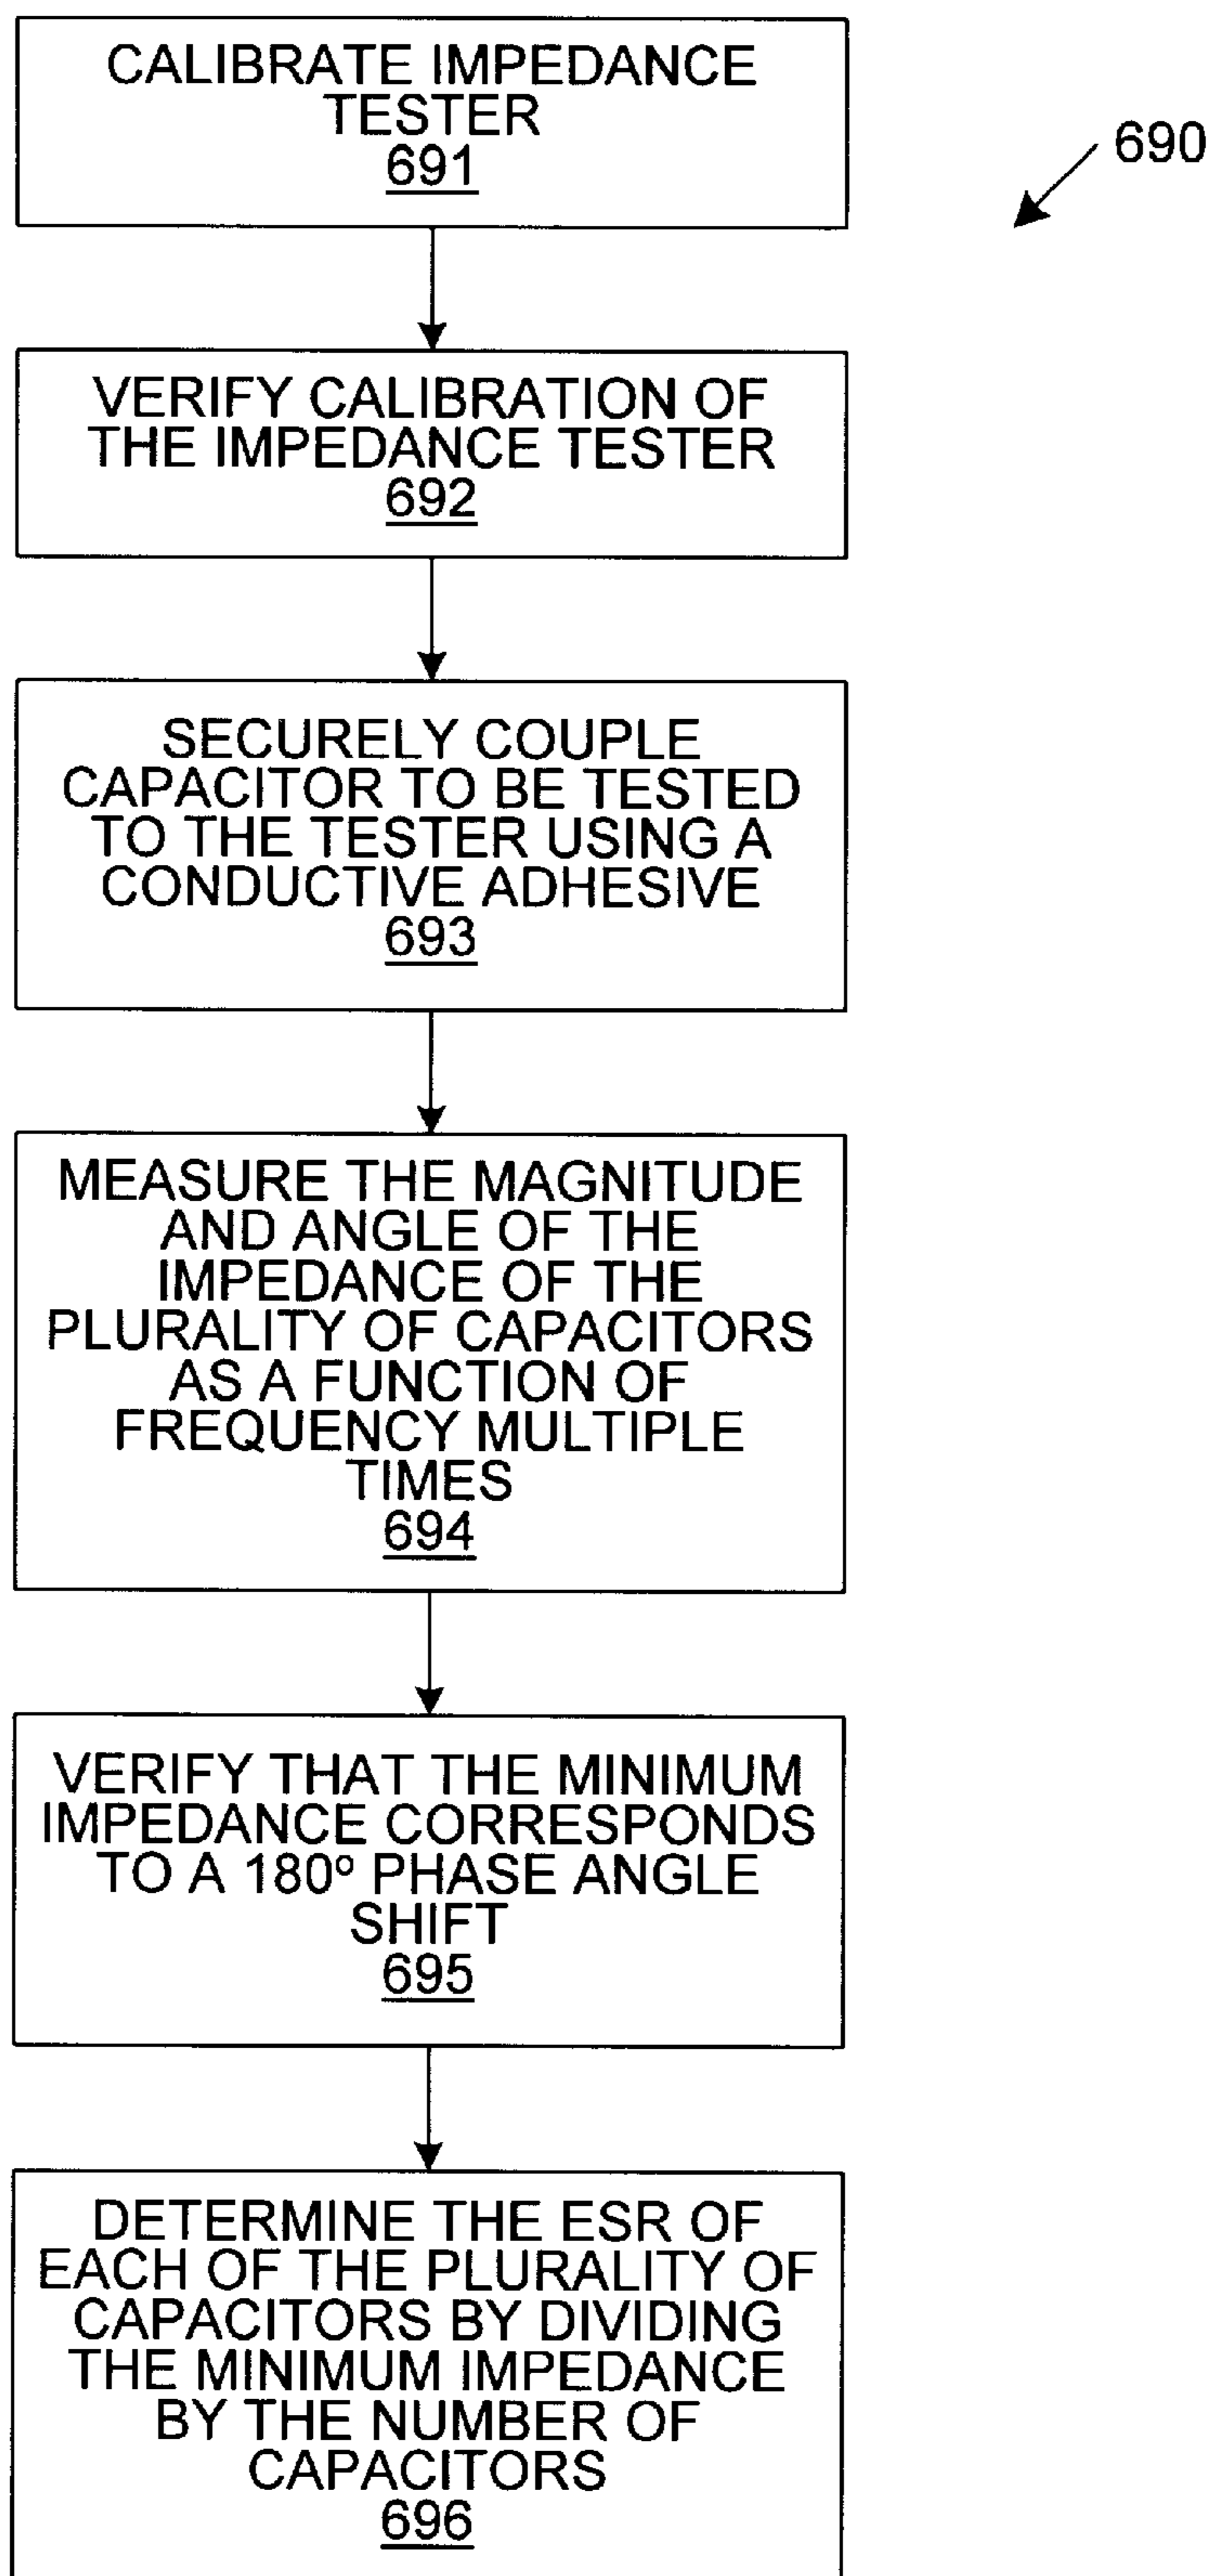 CALIBRATE IMPEDANCE
TESTER
691
690
VERIFY CALIBRATION OF
THE IMPEDANCE TESTER
692
SECURELY COUPLE
CAPACITOR TO BE TESTED
TO THE TESTER USING A
CONDUCTIVE ADHESIVE
693
MEASURE THE MAGNITUDE
AND ANGLE OF THE
IMPEDANCE OF THE
PLURALITY OF CAPACITORS
AS A FUNCTION OF
FREQUENCY MULTIPLE
TIMES
694
VERIFY THAT THE MINIMUM
IMPEDANCE CORRESPONDS
TO A 180º PHASE ANGLE
SHIFT
695
DETERMINE THE ESR OF
EACH OF THE PLURALITY OF
CAPACITORS BY DIVIDING
THE MINIMUM IMPEDANCE
BY THE NUMBER OF
CAPACITORS
696